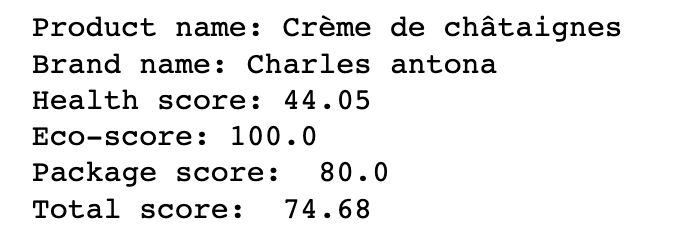 Product name: Crème de châtaignes
Brand name: Charles antona
Health score: 44.05
Eco-score: 100.0
Package score:  80.0
Total score:  74.68